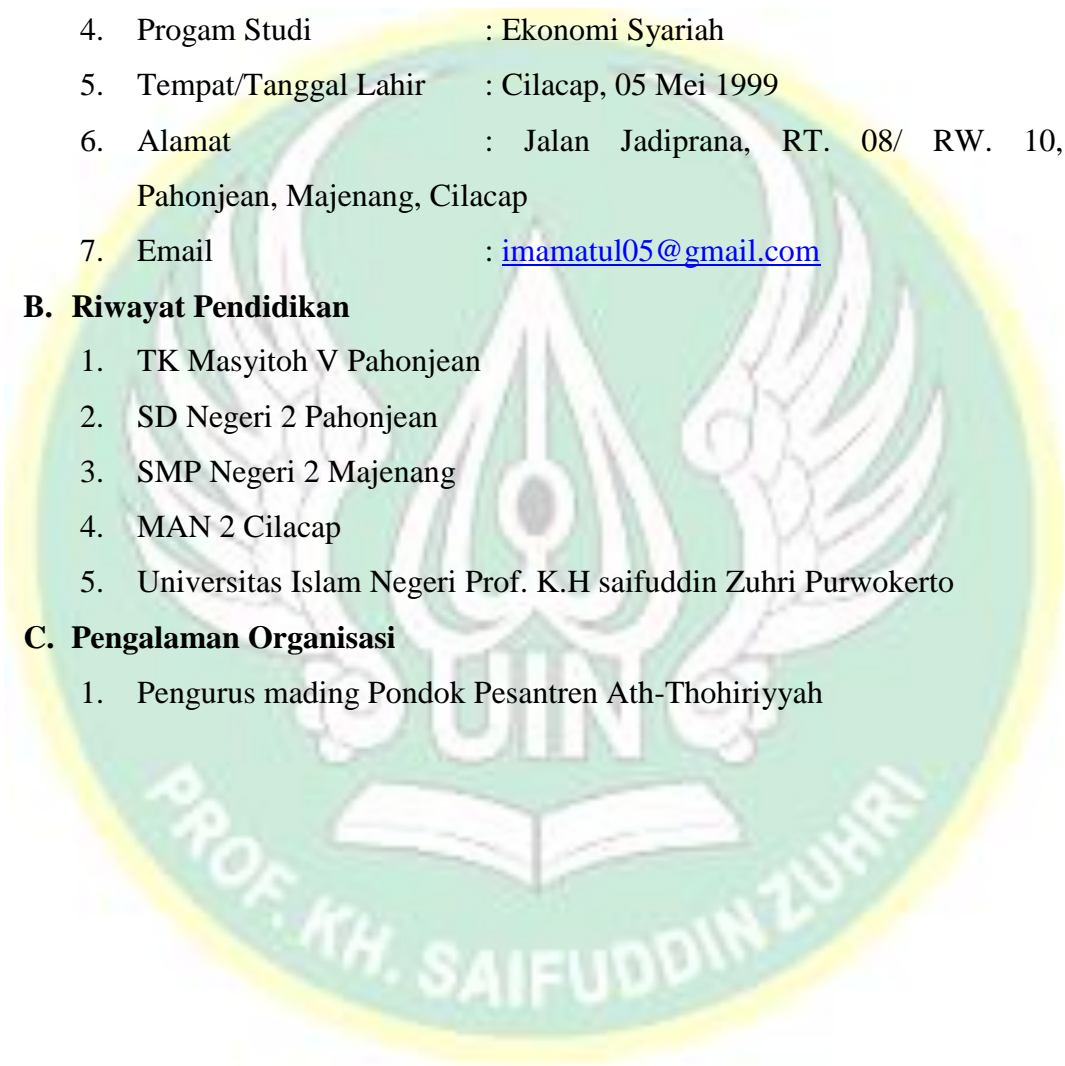 4. Progam Studi : Ekonomi Syariah
5. Tempat/Tanggal Lahir : Cilacap, 05 Mei 1999
6. Alamat : Jalan Jadiprana, RT. 08/ RW. 10,
Pahonjean, Majenang, Cilacap
7. Email : imamatul05@gmail.com
B. Riwayat Pendidikan
1. TK Masyitoh V Pahonjean
2. SD Negeri 2 Pahonjean
3. SMP Negeri 2 Majenang
4. MAN 2 Cilacap
5. Universitas Islam Negeri Prof. K.H saifuddin Zuhri Purwokerto
C. Pengalaman Organisasi
1. Pengurus mading Pondok Pesantren Ath-Thohiriyyah
UIN
PROF. KH. SAIFUDDIN ZUHRI